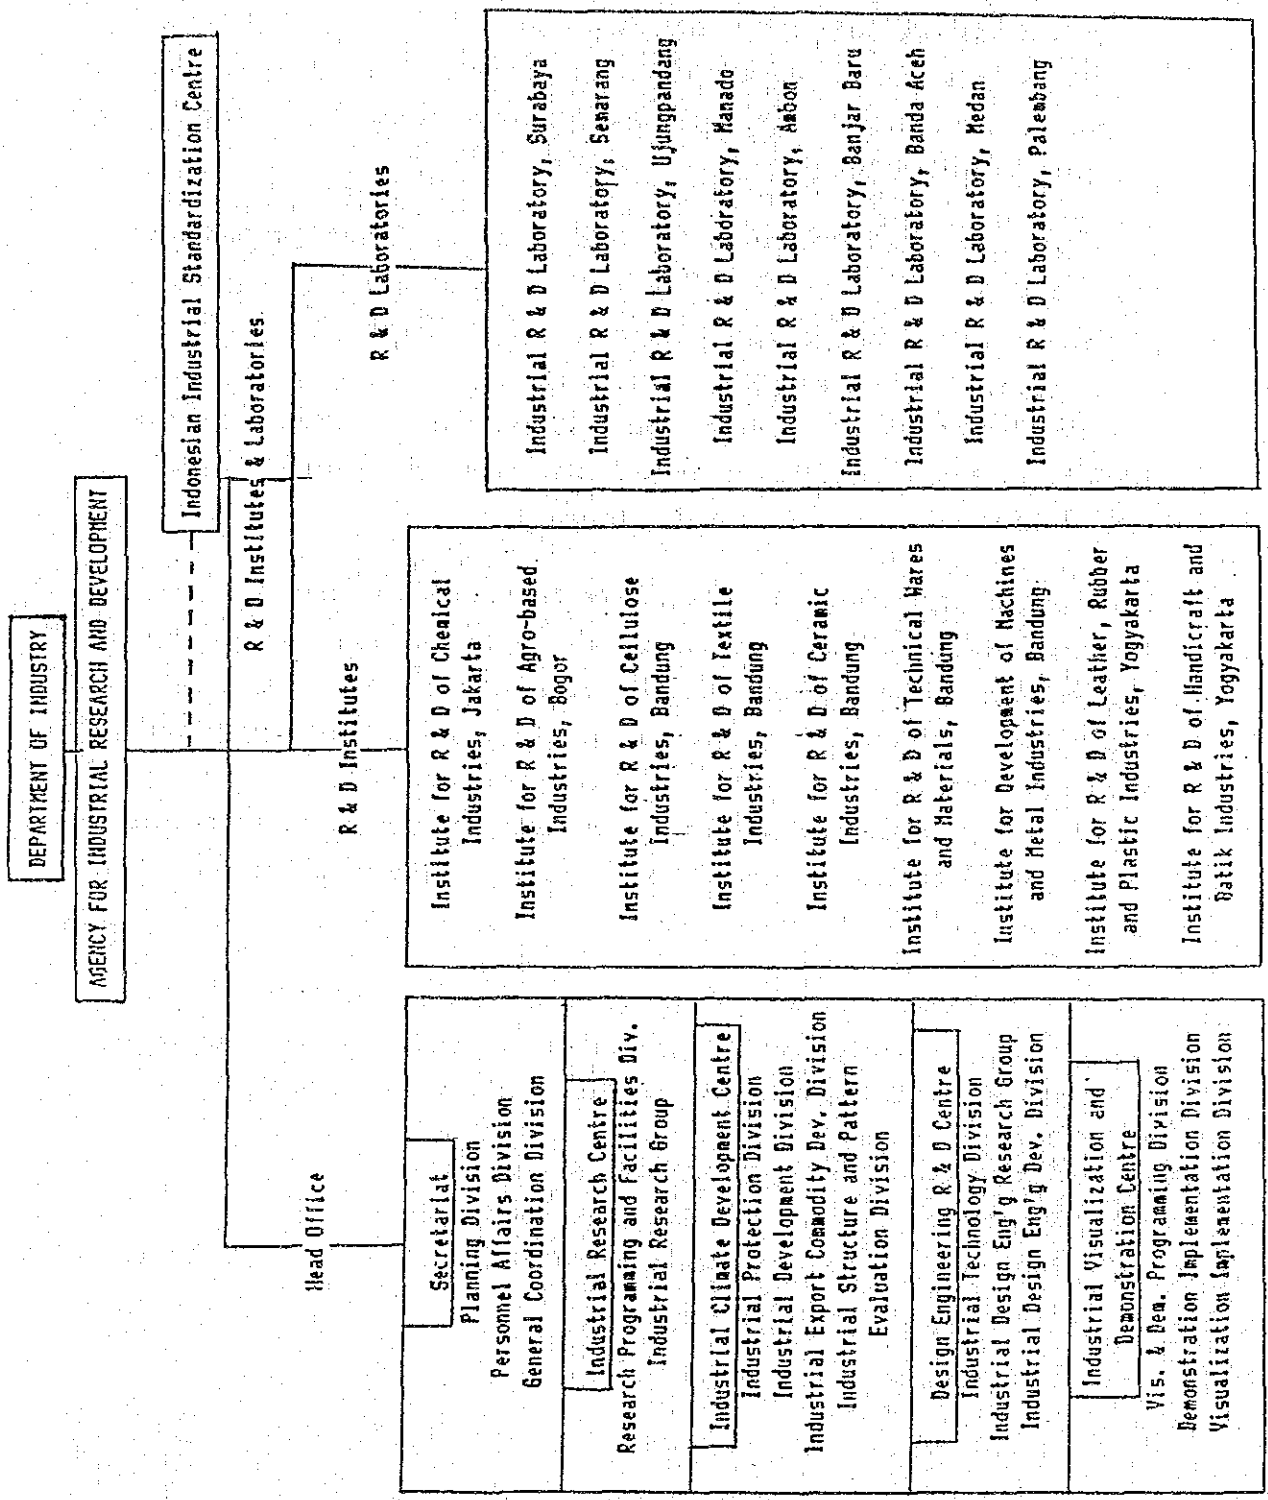 DEPARTMENT OF INDUSTRY
AGENCY FOR INDUSTRIAL RESEARCH AND DEVELOPMENT
Indonesian Industrial Standardization Centre
R & D Institutes & Laboratories
Head Office
R & D Institutes
R & D Laboratories
Secretariat
Planning Division
Personnel Affairs Division
General Coordination Division
Industrial Research Centre
Research Programming and Facilities Div.
Industrial Research Group
Industrial Climate Development Centre
Industrial Protection Division
Industrial Development Division
Industrial Export Commodity Dev. Division
Industrial Structure and Pattern
Evaluation Division
Design Engineering R & D Centre
Industrial Technology Division
Industrial Design Eng'g Research Group
Industrial Design Eng'g Dev. Division
Industrial Visualization and
Demonstration Centre
Vis. & Dem. Programming Division
Demonstration Implementation Division
Visualization Implementation Division
Institute for R & D of Chemical
Industries, Jakarta
Institute for R & D of Agro-based
Industries, Bogor
Institute for R & D of Cellulose
Industries, Bandung
Institute for R & D of Textile
Industries, Bandung
Institute for R & D of Ceramic
Industries, Bandung
Institute for R & D of Technical Wares
and Materials, Bandung
Institute for Development of Machines
and Metal Industries, Bandung
Institute for R & D of Leather, Rubber
and Plastic Industries, Yogyakarta
Institute for R & D of Handicraft and
Batik Industries, Yogyakarta
Industrial R & D Laboratory, Surabaya
Industrial R & D Laboratory, Semarang
Industrial R & D Laboratory, Ujungpandang
Industrial R & D Laboratory, Manado
Industrial R & D Laboratory, Ambon
Industrial R & D Laboratory, Banjar Baru
Industrial R & D Laboratory, Banda Aceh
Industrial R & D Laboratory, Medan
Industrial R & D Laboratory, Palembang